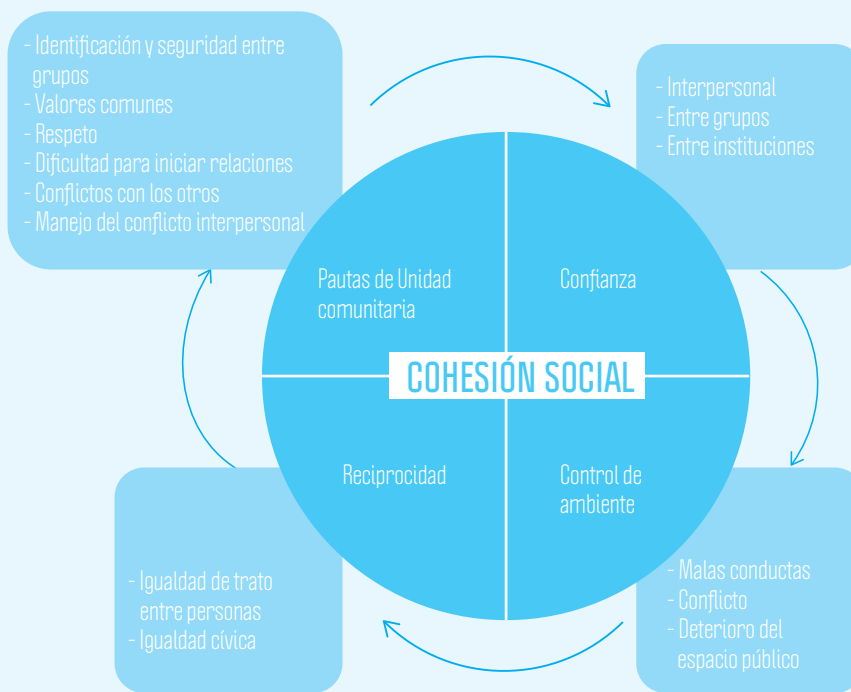 - Identificación y seguridad entre
grupos
- Valores comunes
- Respeto
- Dificultad para iniciar relaciones
- Conflictos con los otros
- Manejo del conflicto interpersonal
- Interpersonal
- Entre grupos
- Entre instituciones
Pautas de Unidad
comunitaria
Confianza
COHESIÓN SOCIAL
Reciprocidad
Control de
ambiente
- Igualdad de trato
entre personas
- Igualdad cívica
- Malas conductas
- Conflicto
- Deterioro del
espacio público